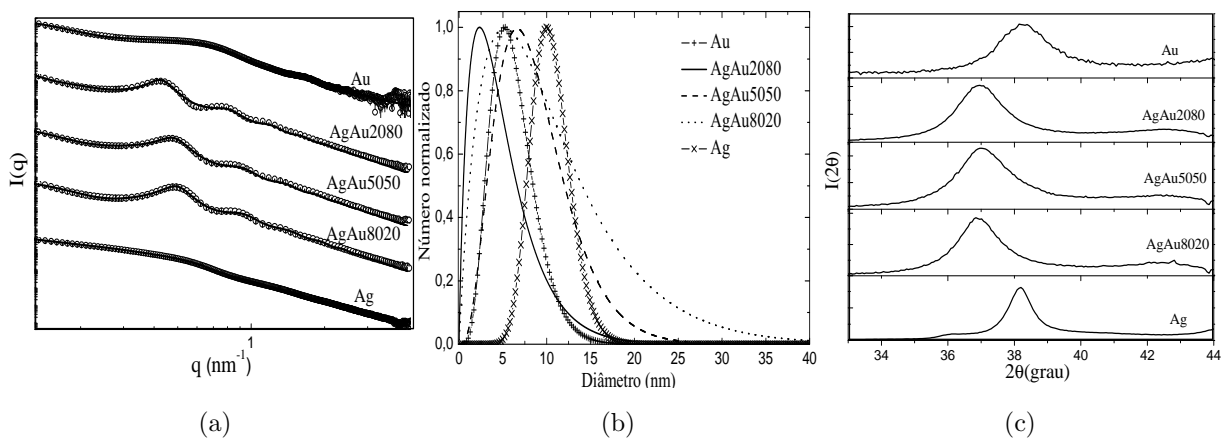 I(q)
Au
AgAu2080
AgAu5050
AgAu8020
Ag
1
q (nm⁻¹)
(a)
Número normalizado
1,0
0,8
0,6
0,4
0,2
0,0
0 5 10 15 20 25 30 35 40
Diâmetro (nm)
Au
AgAu2080
AgAu5050
AgAu8020
Ag
(b)
I(2θ)
Au
AgAu2080
AgAu5050
AgAu8020
Ag
34 36 38 40 42 44
2θ(grau)
(c)